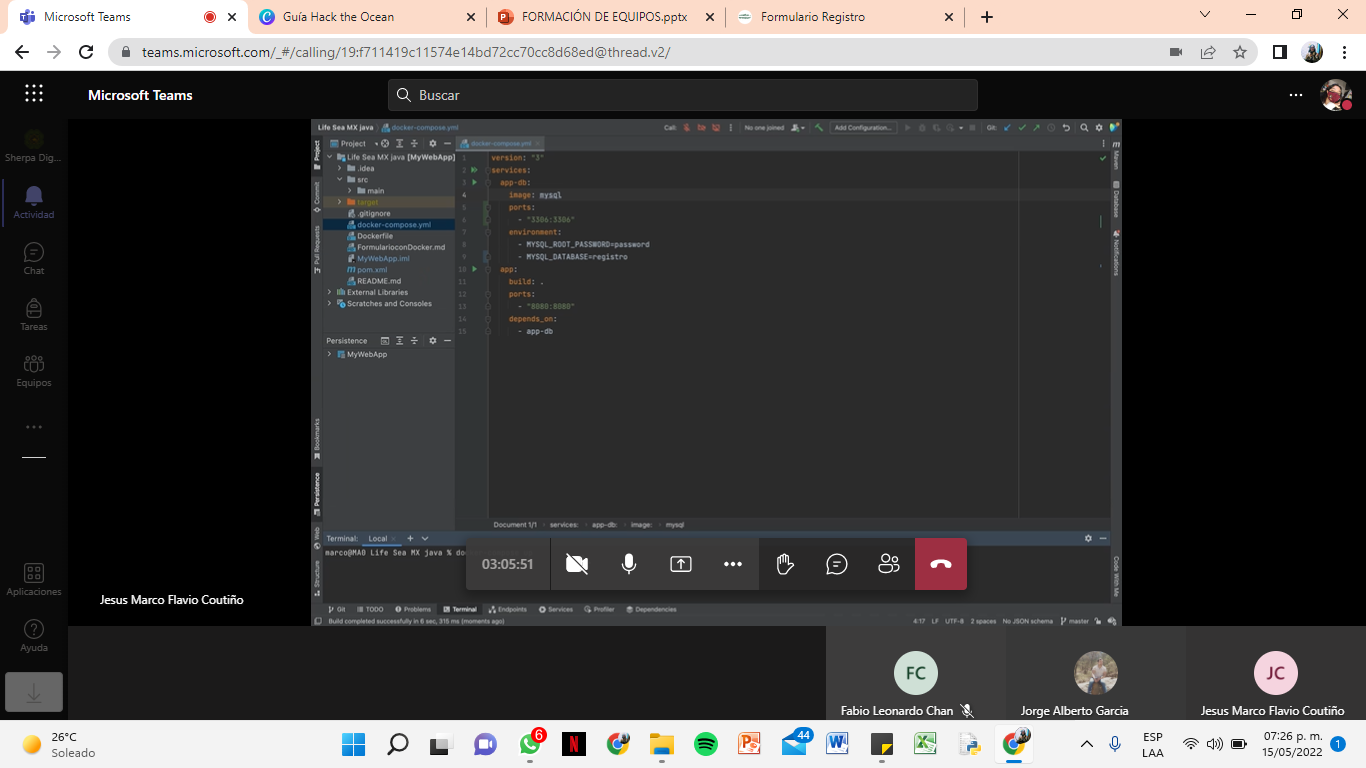 Microsoft Teams
Guía Hack the Ocean
FORMACIÓN DE EQUIPOS.pptx
Formulario Registro
teams.microsoft.com/_#/calling/19:f711419c11574e14bd72cc70cc8d68ed@thread.v2/
Microsoft Teams
Buscar
Sherpa Dig...
Actividad
Chat
Tareas
Equipos
Aplicaciones
Ayuda
Life Sea MX java
docker-compose.yml
Call:
No one joined
Add Configuration...
Git:
Project
docker-compose.yml
Project
Commit
Pull Requests
Bookmarks
Persistence
Web
Structure
Life Sea MX java [MyWebApp]
.idea
src
main
target
.gitignore
docker-compose.yml
Dockerfile
FormularioconDocker.md
MyWebApp.iml
pom.xml
README.md
External Libraries
Scratches and Consoles
Persistence
MyWebApp
1 version: "3"
2 services:
3 app-db:
4 image: mysql
5 ports:
6 - "3306:3306"
7 environment:
8 - MYSQL_ROOT_PASSWORD=password
9 - MYSQL_DATABASE=registro
10 app:
11 build: .
12 ports:
13 - "8080:8080"
14 depends_on:
15 - app-db
m
Maven
Database
Notifications
Code With Me
Document 1/1 services: app-db: image: mysql
Terminal: Local
marco@MA0 Life Sea MX java % do
03:05:51
Git TODO Problems Terminal Endpoints Services Profiler Dependencies
Build completed successfully in 6 sec, 315 ms (moments ago)
4:17 LF UTF-8 2 spaces No JSON schema master
Jesus Marco Flavio Coutiño
FC
JC
Fabio Leonardo Chan
Jorge Alberto Garcia
Jesus Marco Flavio Coutiño
26°C
Soleado
6
44
ESP
LAA
07:26 p. m.
15/05/2022
1